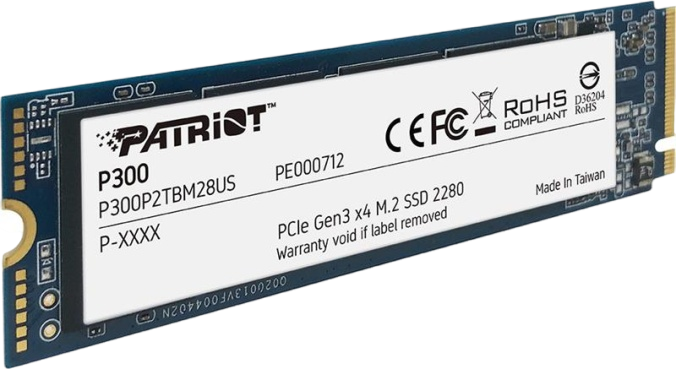 PATRIOT™
P300
P300P2TBM28US PE000712
P-XXXX
PCIe Gen3 x4 M.2 SSD 2280
Warranty void if label removed
CE FC RoHS
COMPLIANT
D36204
RoHS
Made In Taiwan